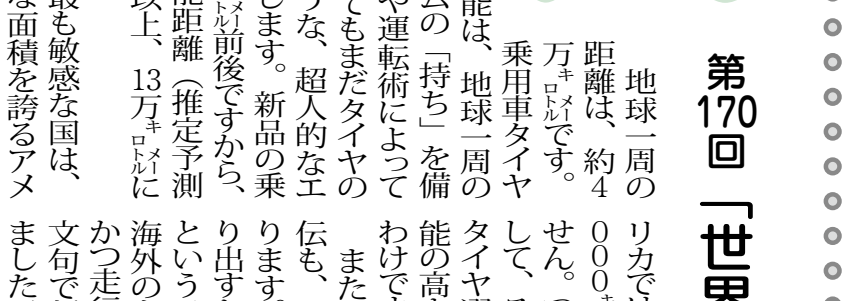 第170回「世界
地球一周の
距離は、約4
万キロメートルです。
乗用車タイヤ
能は、地球一周の
ムの「持ち」を備
や運転術によって
てもまだタイヤの
うな、超人的なエ
します。新品の乗
メートル前後ですから、
能距離(推定予測
以上、13万キロメートルに
最も敏感な国は、
な面積を誇るアメ
リカでは
000キ
せん。つ
して、
タイヤ
能の高
わけで
また
伝も、
ります。
り出す
という
海外の
かつ走行
文句で
ました。